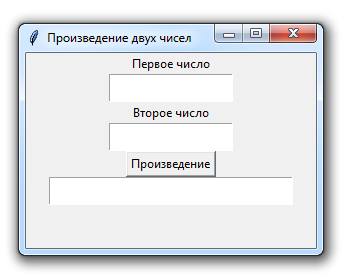 Произведение двух чисел
Первое число
Второе число
Произведение